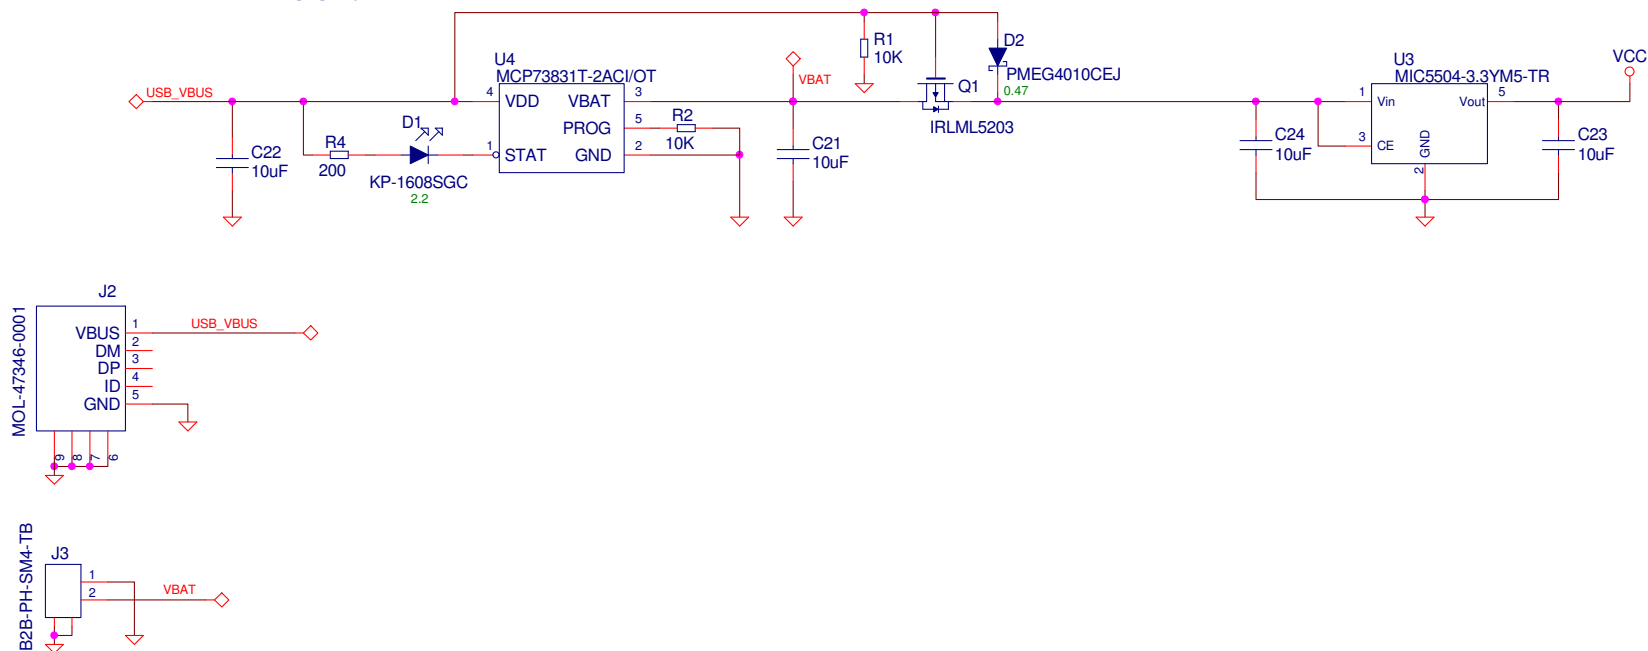 R1
10K
D2
PMEG4010CEJ
0.47
Q1
IRLML5203
U4
MCP73831T-2ACI/OT
VDD
VBAT
PROG
STAT
GND
4
3
5
1
2
USB_VBUS
VBAT
R2
10K
D1
R4
200
KP-1608SGC
2.2
C22
10uF
C21
10uF
U3
MIC5504-3.3YM5-TR
Vin
Vout
CE
GND
1
5
3
2
VCC
C24
10uF
C23
10uF
J2
MOL-47346-0001
VBUS
DM
DP
ID
GND
1
2
3
4
5
9
8
7
6
USB_VBUS
J3
B2B-PH-SM4-TB
1
2
VBAT